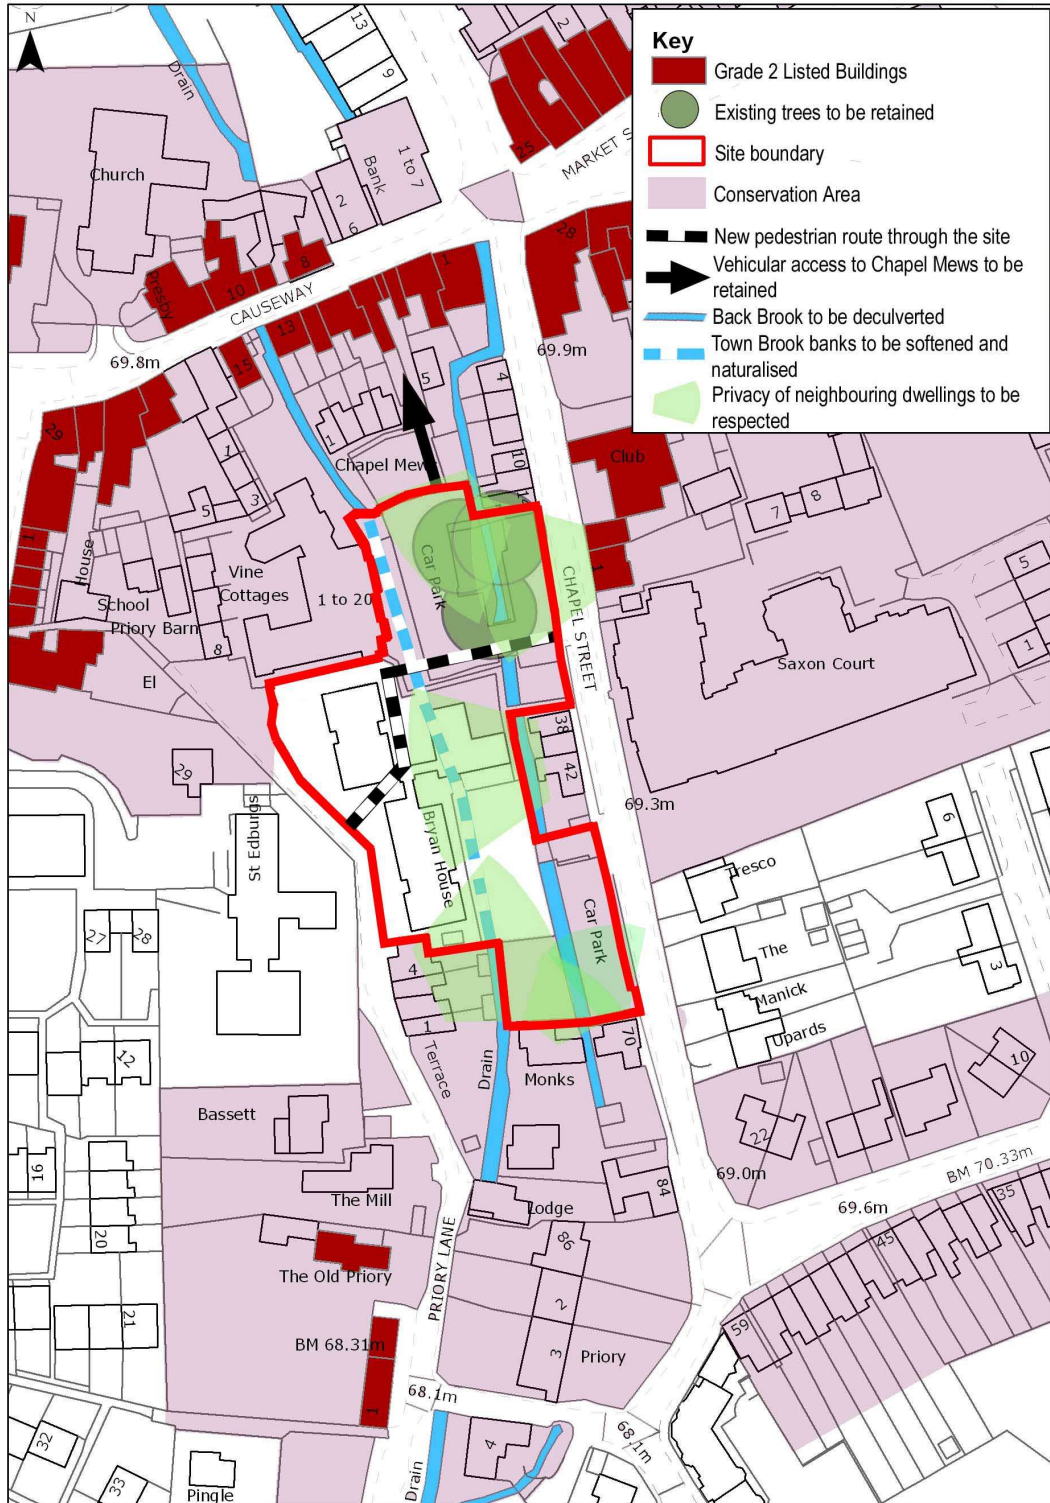 N
Key
Grade 2 Listed Buildings
Existing trees to be retained
Site boundary
Conservation Area
New pedestrian route through the site
Vehicular access to Chapel Mews to be
retained
Back Brook to be deculverted
Town Brook banks to be softened and
naturalised
Privacy of neighbouring dwellings to be
respected
Drain
13
9
2
Church
Bank
1 to 7
2
6
25
MARKET S
28
8
10
Presby
CAUSEWAY
1
13
15
69.8m
69.9m
29
5
4
1
1
Chapel Mews
10
Club
8
7
3
5
House
1
School
Priory Barn
Vine
Cottages
1 to 20
Car Park
CHAPEL STREET
1
5
1
Saxon Court
8
El
29
38
42
69.3m
St Edburgs
Bryan House
6
Tresco
27
28
Car Park
The
3
4
Manick
1
Terrace
Drain
Monks
70
Upards
12
10
22
Bassett
16
The Mill
84
69.0m
BM 70.33m
35
Lodge
69.6m
20
86
45
The Old Priory
PRIORY LANE
2
21
BM 68.31m
59
3
Priory
1
68.1m
68.1m
32
4
33
Pingle
Drain